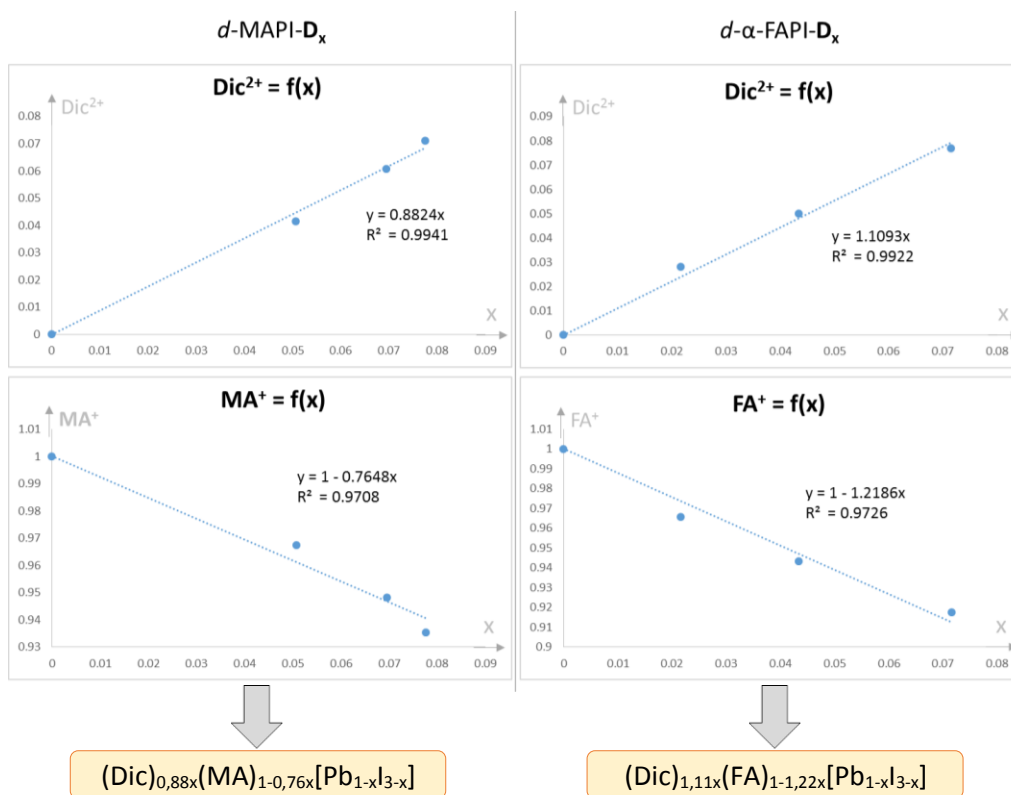 d-MAPI-Dₓ
d-α-FAPI-Dₓ
Dic²⁺ = f(x)
Dic²⁺
0.08
0.07
0.06
0.05
0.04
0.03
0.02
0.01
0
y = 0.8824x
R² = 0.9941
X
0 0.01 0.02 0.03 0.04 0.05 0.06 0.07 0.08 0.09
Dic²⁺ = f(x)
Dic²⁺
0.09
0.08
0.07
0.06
0.05
0.04
0.03
0.02
0.01
0
y = 1.1093x
R² = 0.9922
X
0 0.01 0.02 0.03 0.04 0.05 0.06 0.07 0.08
MA⁺ = f(x)
MA⁺
1.01
1
0.99
0.98
0.97
0.96
0.95
0.94
0.93
y = 1 - 0.7648x
R² = 0.9708
X
0 0.01 0.02 0.03 0.04 0.05 0.06 0.07 0.08 0.09
FA⁺ = f(x)
FA⁺
1.01
1
0.99
0.98
0.97
0.96
0.95
0.94
0.93
0.92
0.91
0.9
y = 1 - 1.2186x
R² = 0.9726
X
0 0.01 0.02 0.03 0.04 0.05 0.06 0.07 0.08
(Dic)0,88x(MA)1-0,76x[Pb1-xI3-x]
(Dic)1,11x(FA)1-1,22x[Pb1-xI3-x]